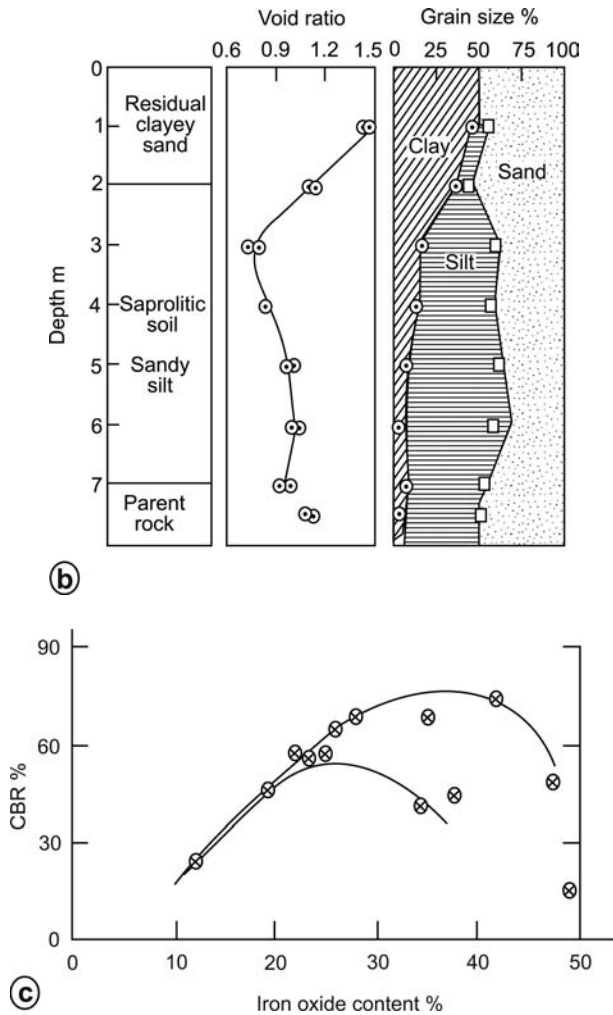 Void ratio
Grain size %
0.6 0.9 1.2 1.5
0 25 50 75 100
0
1
2
3
4
5
6
7
Depth m
Residual
clayey
sand
Saprolitic
soil
Sandy
silt
Parent
rock
Clay
Sand
Silt
b
90
60
30
0
CBR %
0 10 20 30 40 50
Iron oxide content %
c